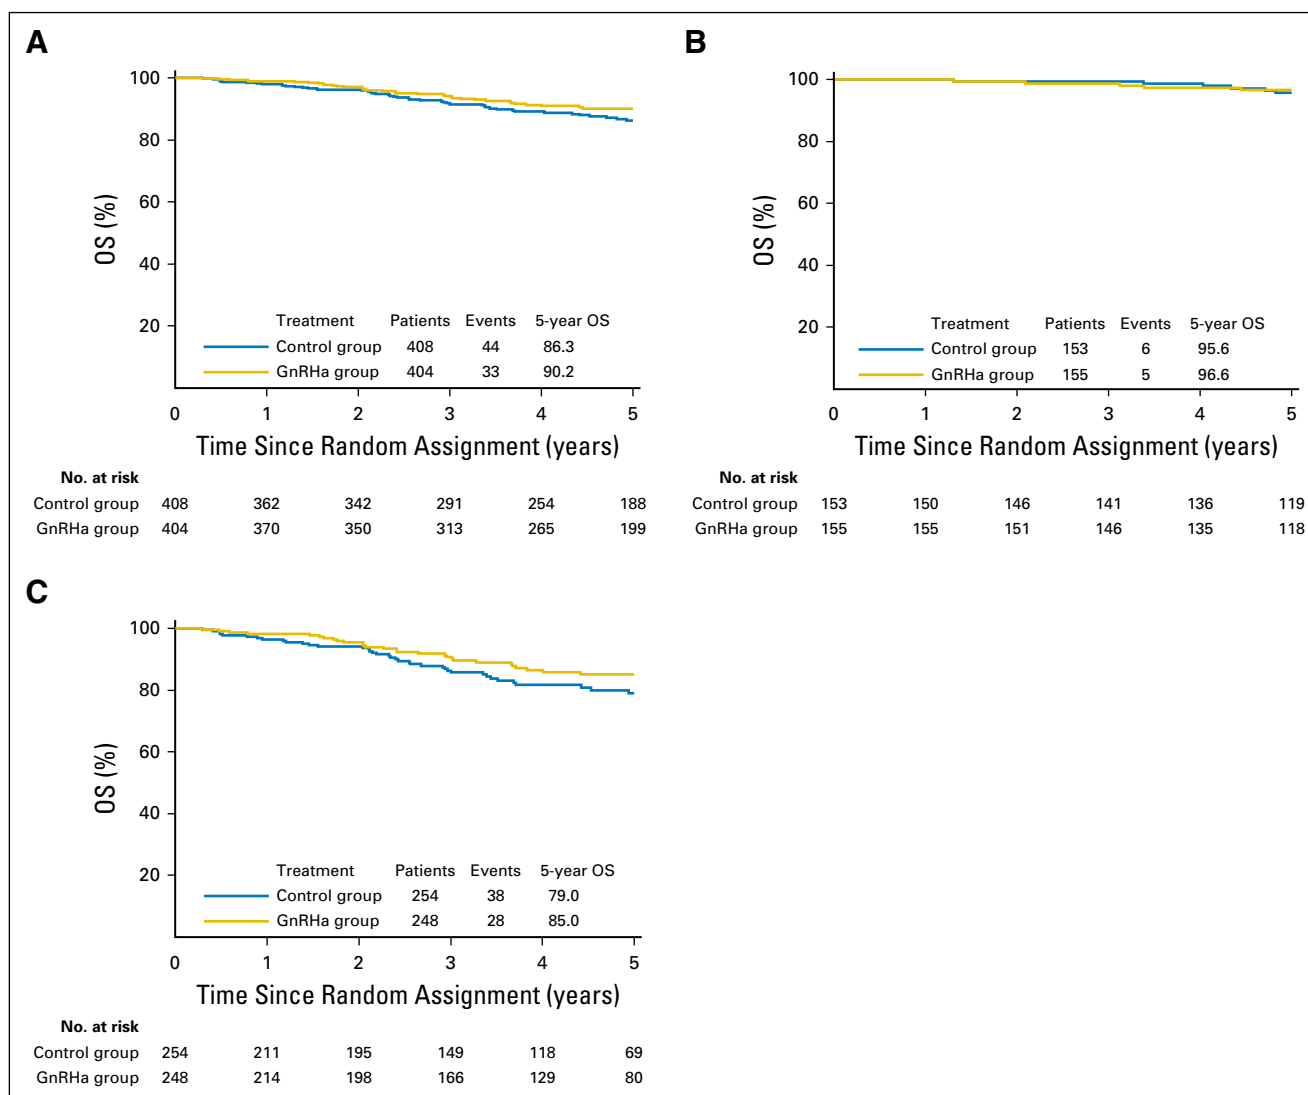 A
100
80
60
40
20
OS (%)
Treatment Patients Events 5-year OS
Control group 408 44 86.3
GnRHa group 404 33 90.2
0 1 2 3 4 5
Time Since Random Assignment (years)
No. at risk
Control group 408 362 342 291 254 188
GnRHa group 404 370 350 313 265 199
B
100
80
60
40
20
OS (%)
Treatment Patients Events 5-year OS
Control group 153 6 95.6
GnRHa group 155 5 96.6
0 1 2 3 4 5
Time Since Random Assignment (years)
No. at risk
Control group 153 150 146 141 136 119
GnRHa group 155 155 151 146 135 118
C
100
80
60
40
20
OS (%)
Treatment Patients Events 5-year OS
Control group 254 38 79.0
GnRHa group 248 28 85.0
0 1 2 3 4 5
Time Since Random Assignment (years)
No. at risk
Control group 254 211 195 149 118 69
GnRHa group 248 214 198 166 129 80